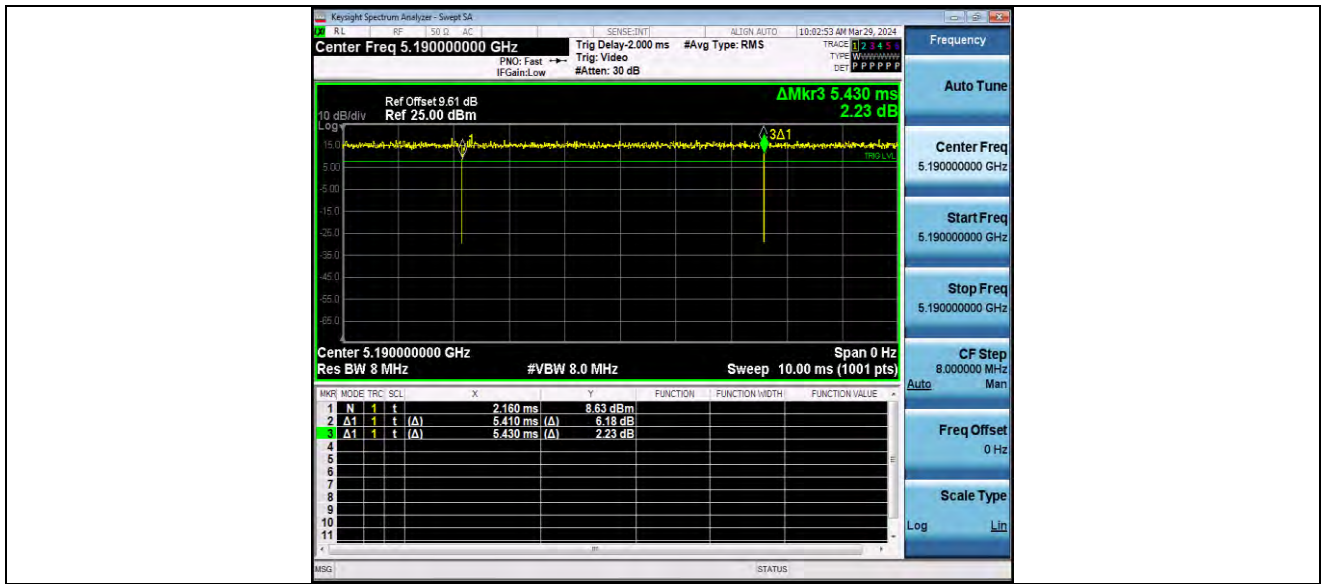 Keysight Spectrum Analyzer - Swept SA
RL RF 50 Ω AC SENSE:INT ALIGN AUTO 10:02:53 AM Mar 29, 2024
Center Freq 5.190000000 GHz
PNO: Fast
IFGain:Low
Trig Delay-2.000 ms
Trig: Video
#Atten: 30 dB
#Avg Type: RMS
TRACE 1 2 3 4 5 6
TYPE W
DET P P P P P P
ΔMkr3 5.430 ms
2.23 dB
Ref Offset 9.61 dB
10 dB/div Ref 25.00 dBm
Log
15.0
5.00
-5.00
-15.0
-25.0
-35.0
-45.0
-55.0
-65.0
1
3Δ1
TRIG LVL
Center 5.190000000 GHz Span 0 Hz
Res BW 8 MHz #VBW 8.0 MHz Sweep 10.00 ms (1001 pts)
MKR MODE TRC SCL X Y FUNCTION FUNCTION WIDTH FUNCTION VALUE
1 N 1 t 2.160 ms 8.63 dBm
2 Δ1 1 t (Δ) 5.410 ms (Δ) 6.18 dB
3 Δ1 1 t (Δ) 5.430 ms (Δ) 2.23 dB
4
5
6
7
8
9
10
11
MSG STATUS
Frequency
Auto Tune
Center Freq
5.190000000 GHz
Start Freq
5.190000000 GHz
Stop Freq
5.190000000 GHz
CF Step
8.000000 MHz
Auto Man
Freq Offset
0 Hz
Scale Type
Log Lin